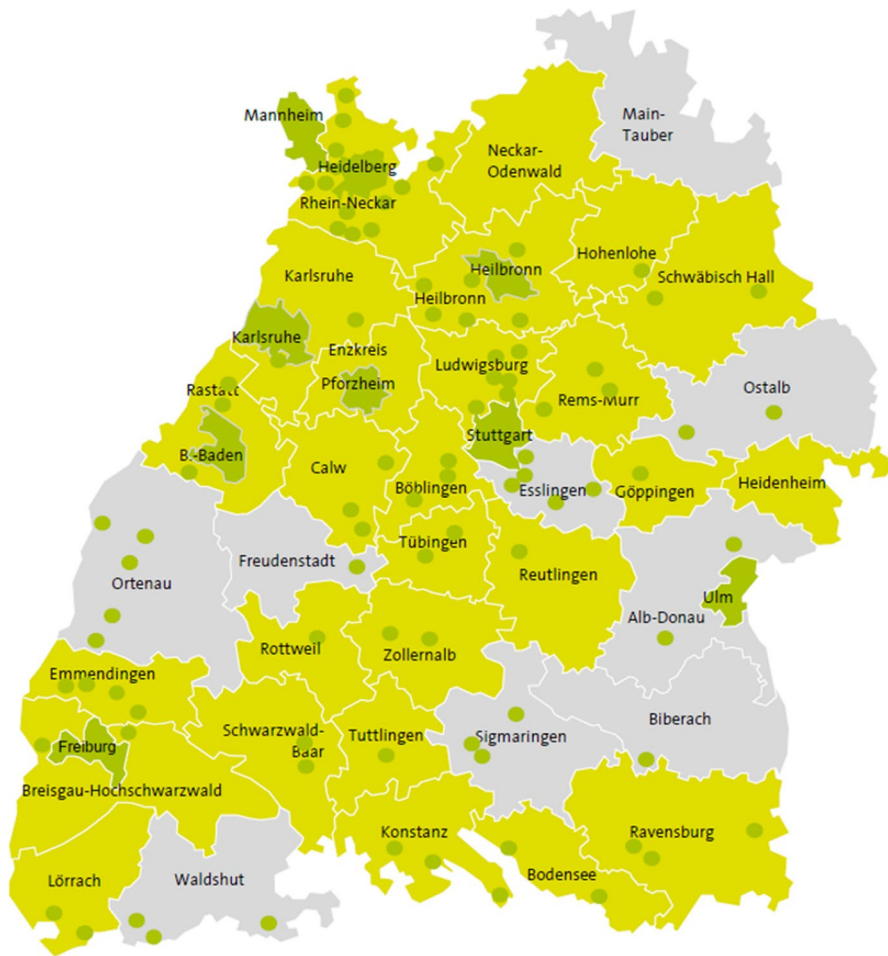 Main-
Tauber
Mannheim
Neckar-
Odenwald
Heidelberg
Rhein-Neckar
Hohenlohe
Karlsruhe
Heilbronn
Schwäbisch Hall
Heilbronn
Karlsruhe
Enzkreis
Ludwigsburg
Pforzheim
Rastatt
Ostalb
Rems-Murr
Stuttgart
B.-Baden
Calw
Böblingen
Esslingen
Göppingen
Heidenheim
Tübingen
Freudenstadt
Reutlingen
Ortenau
Ulm
Alb-Donau
Rottweil
Zollernalb
Emmendingen
Biberach
Schwarzwald-
Baar
Tuttlingen
Sigmaringen
Freiburg
Breisgau-Hochschwarzwald
Konstanz
Ravensburg
Bodensee
Lörrach
Waldshut